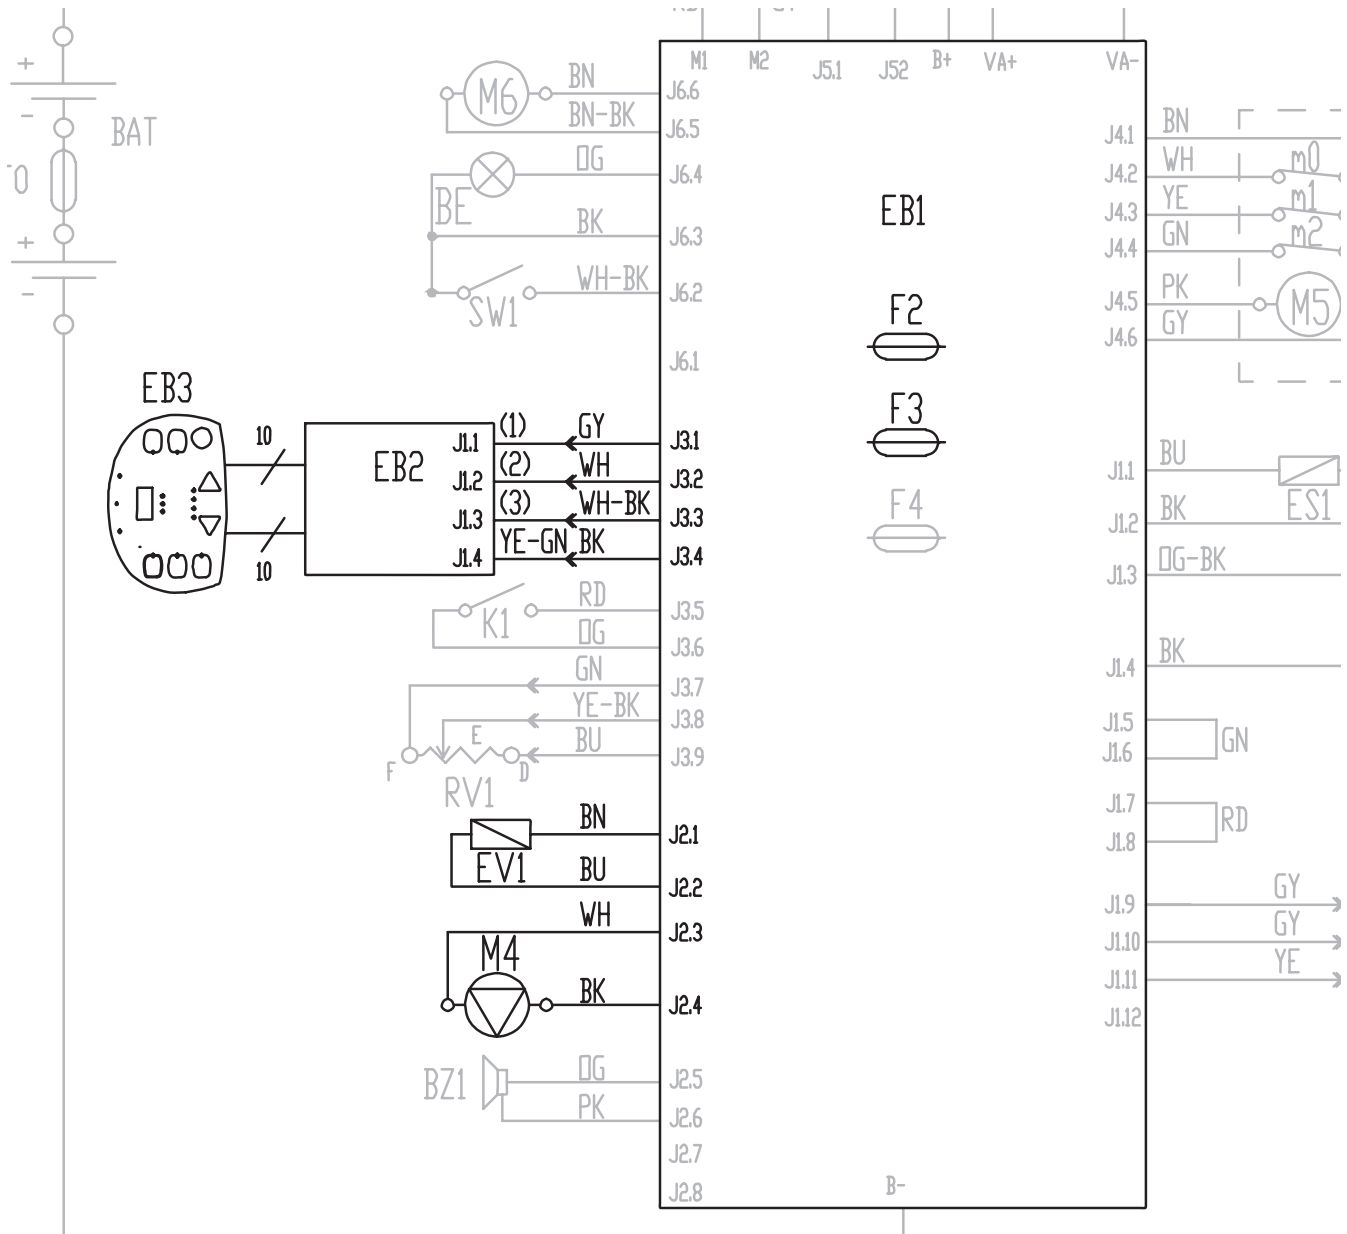 M1 M2 J5.1 J52 B+ VA+ VA-
+
-
BAT
+
-
M6 BN J6.6
BN-BK J6.5
OG J6.4
BE
BK J6.3
WH-BK J6.2
SW1
J6.1
EB1
F2
F3
F4
J4.1 BN
J4.2 WH m0
J4.3 YE m1
J4.4 GN m2
J4.5 PK M5
J4.6 GY
EB3
10
10
EB2
J1.1 (1) GY J3.1
J1.2 (2) WH J3.2
J1.3 (3) WH-BK J3.3
J1.4 YE-GN BK J3.4
K1 RD J3.5
OG J3.6
GN J3.7
YE-BK J3.8
E BU J3.9
F D
RV1
J1.1 BU
ES1
J1.2 BK
J1.3 OG-BK
J1.4 BK
J1.5
J1.6 GN
J1.7
J1.8 RD
J1.9 GY
J1.10 GY
J1.11 YE
J1.12
BN J2.1
EV1 BU J2.2
WH J2.3
M4
BK J2.4
BZ1 OG J2.5
PK J2.6
J2.7
J2.8
B-